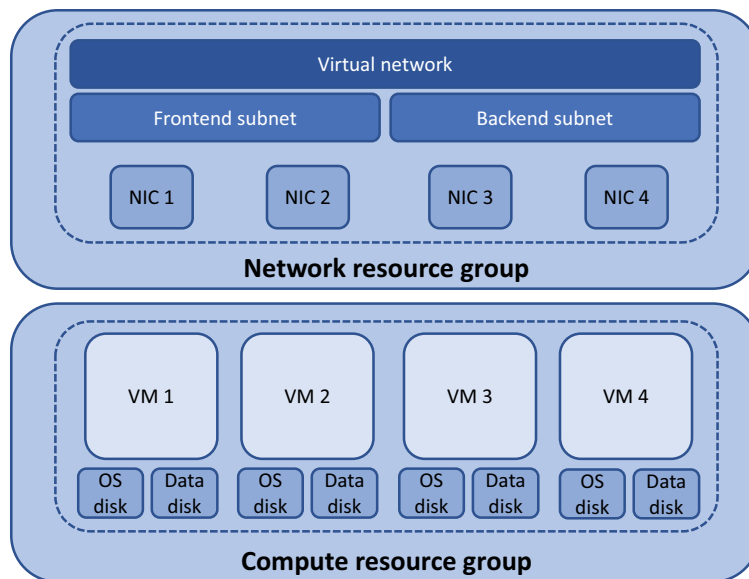 Virtual network
Frontend subnet
Backend subnet
NIC 1
NIC 2
NIC 3
NIC 4
Network resource group
VM 1
VM 2
VM 3
VM 4
OS
disk
Data
disk
OS
disk
Data
disk
OS
disk
Data
disk
OS
disk
Data
disk
Compute resource group